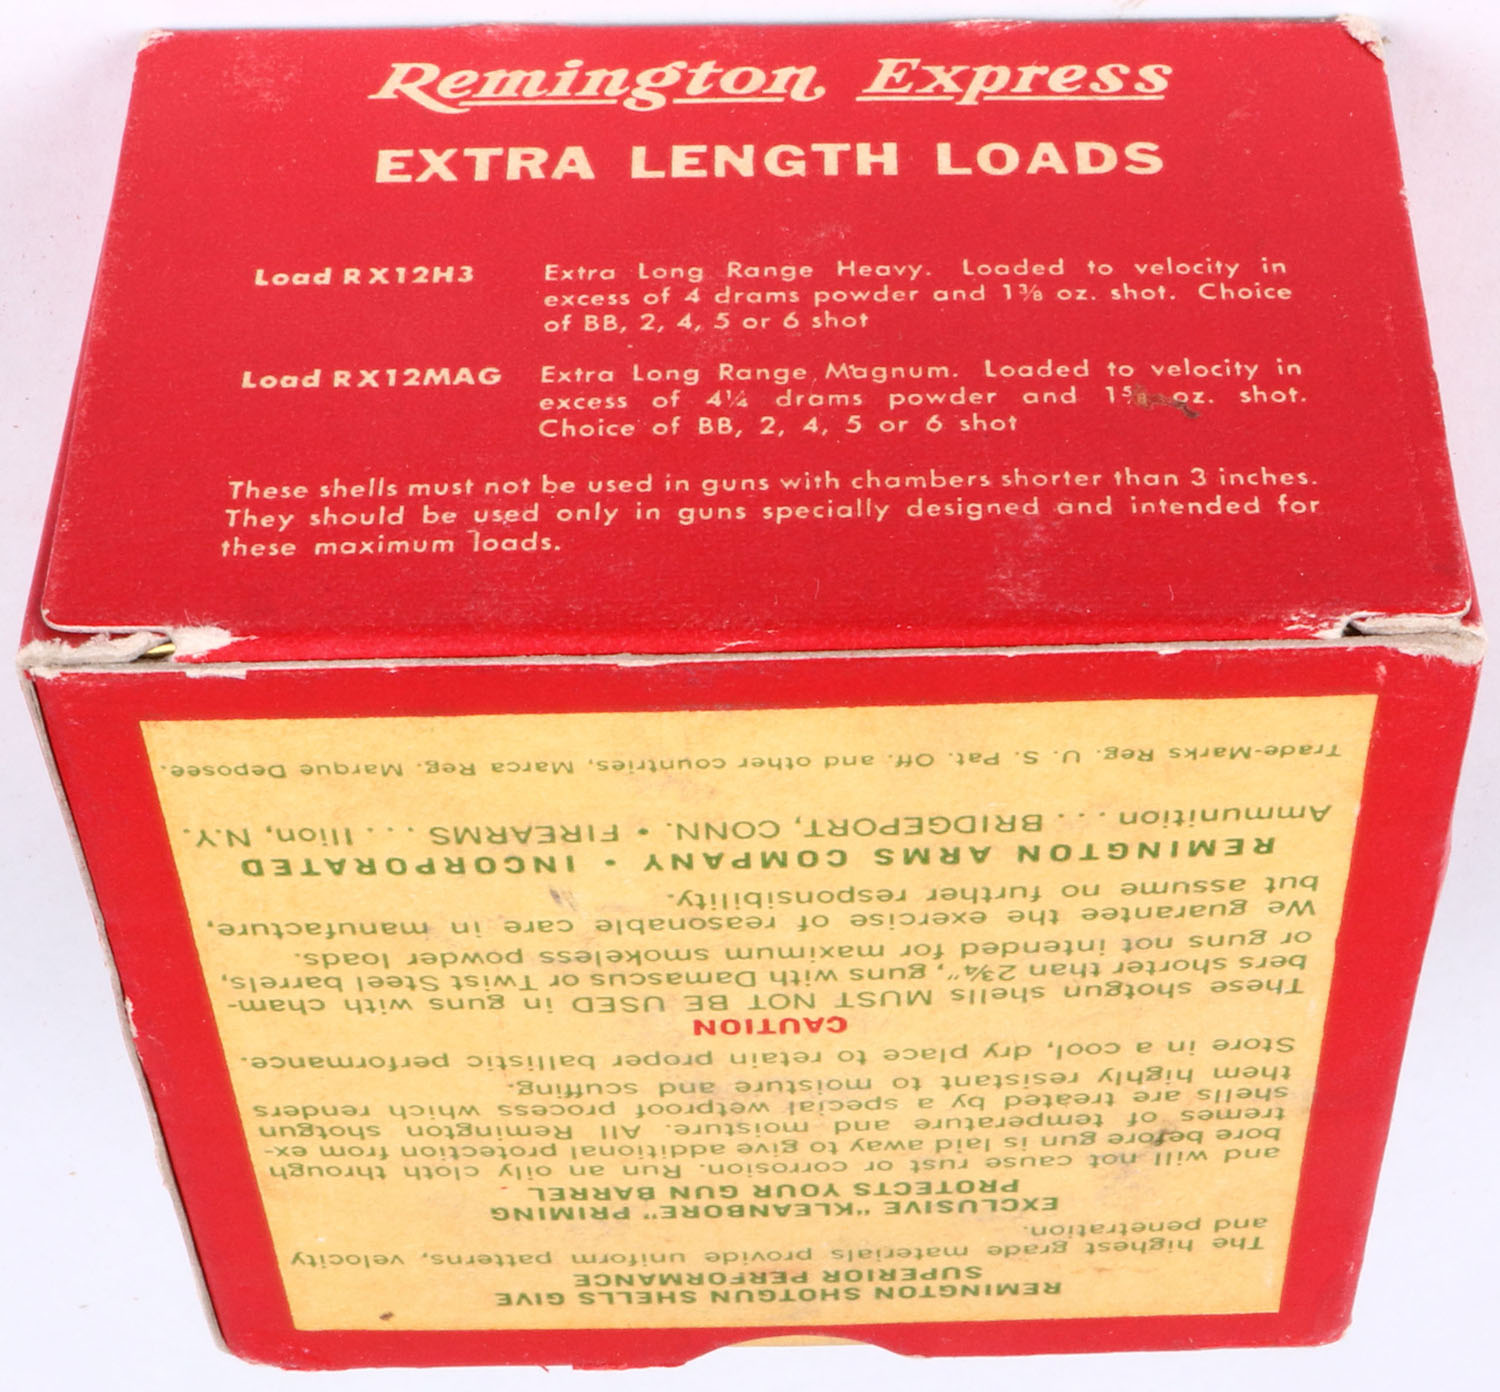 Remington Express
EXTRA LENGTH LOADS
Load RX12H3
Extra Long Range Heavy. Loaded to velocity in
excess of 4 drams powder and 1⅜ oz. shot. Choice
of BB, 2, 4, 5 or 6 shot
Load RX12MAG
Extra Long Range Magnum. Loaded to velocity in
excess of 4¼ drams powder and 1⅝ oz. shot.
Choice of BB, 2, 4, 5 or 6 shot
These shells must not be used in guns with chambers shorter than 3 inches.
They should be used only in guns specially designed and intended for
these maximum loads.
REMINGTON SHOTGUN SHELLS GIVE
SUPERIOR PERFORMANCE
The highest grade materials provide uniform patterns, velocity
and penetration.
EXCLUSIVE "KLEANBORE" PRIMING
PROTECTS YOUR GUN BARREL
and will not cause rust or corrosion. Run an oily cloth through
bore before gun is laid away to give additional protection from ex-
tremes of temperature and moisture. All Remington shotgun
shells are treated by a special wetproof process which renders
them highly resistant to moisture and scuffing.
Store in a cool, dry place to retain proper ballistic performance.
CAUTION
These shotgun shells MUST NOT BE USED in guns with cham-
bers shorter than 2¾", guns with Damascus or Twist Steel barrels,
or guns not intended for maximum smokeless powder loads.
We guarantee the exercise of reasonable care in manufacture,
but assume no further responsibility.
REMINGTON ARMS COMPANY • INCORPORATED
Ammunition . . . BRIDGEPORT, CONN. • FIREARMS . . . Ilion, N.Y.
Trade-Marks Reg. U. S. Pat. Off. and other countries, Marca Reg. Marque Deposee.